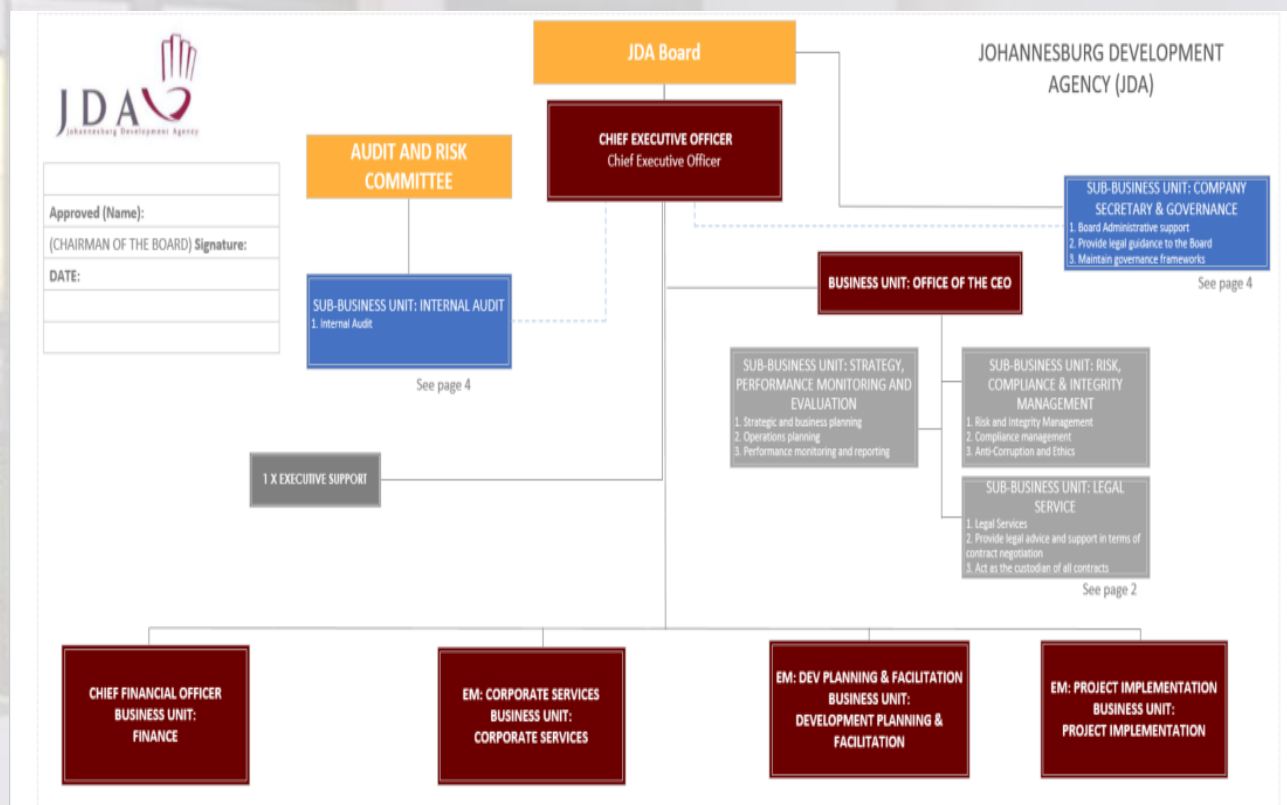 JDA
Johannesburg Development Agency
JDA Board
JOHANNESBURG DEVELOPMENT
AGENCY (JDA)
CHIEF EXECUTIVE OFFICER
Chief Executive Officer
AUDIT AND RISK
COMMITTEE
Approved (Name):
(CHAIRMAN OF THE BOARD) Signature:
DATE:
SUB-BUSINESS UNIT: COMPANY
SECRETARY & GOVERNANCE
1. Board Administrative support
2. Provide legal guidance to the Board
3. Maintain governance frameworks
See page 4
BUSINESS UNIT: OFFICE OF THE CEO
SUB-BUSINESS UNIT: INTERNAL AUDIT
1. Internal Audit
See page 4
SUB-BUSINESS UNIT: STRATEGY,
PERFORMANCE MONITORING AND
EVALUATION
1. Strategic and business planning
2. Operations planning
3. Performance monitoring and reporting
SUB-BUSINESS UNIT: RISK,
COMPLIANCE & INTEGRITY
MANAGEMENT
1. Risk and Integrity Management
2. Compliance management
3. Anti-Corruption and Ethics
1 X EXECUTIVE SUPPORT
SUB-BUSINESS UNIT: LEGAL
SERVICE
1. Legal Services
2. Provide legal advice and support in terms of
contract negotiation
3. Act as the custodian of all contracts
See page 2
CHIEF FINANCIAL OFFICER
BUSINESS UNIT:
FINANCE
EM: CORPORATE SERVICES
BUSINESS UNIT:
CORPORATE SERVICES
EM: DEV PLANNING & FACILITATION
BUSINESS UNIT:
DEVELOPMENT PLANNING &
FACILITATION
EM: PROJECT IMPLEMENTATION
BUSINESS UNIT:
PROJECT IMPLEMENTATION